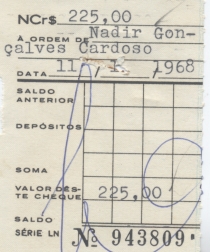 NCr$ 225,00
À ORDEM DE Nadir Gon-
çalves Cardoso
DATA 11 / / 1968
SALDO
ANTERIOR
DEPÓSITOS
SOMA
VALOR DÊS-
TE CHEQUE 225,00
SALDO
SÉRIE LN Nº 943809